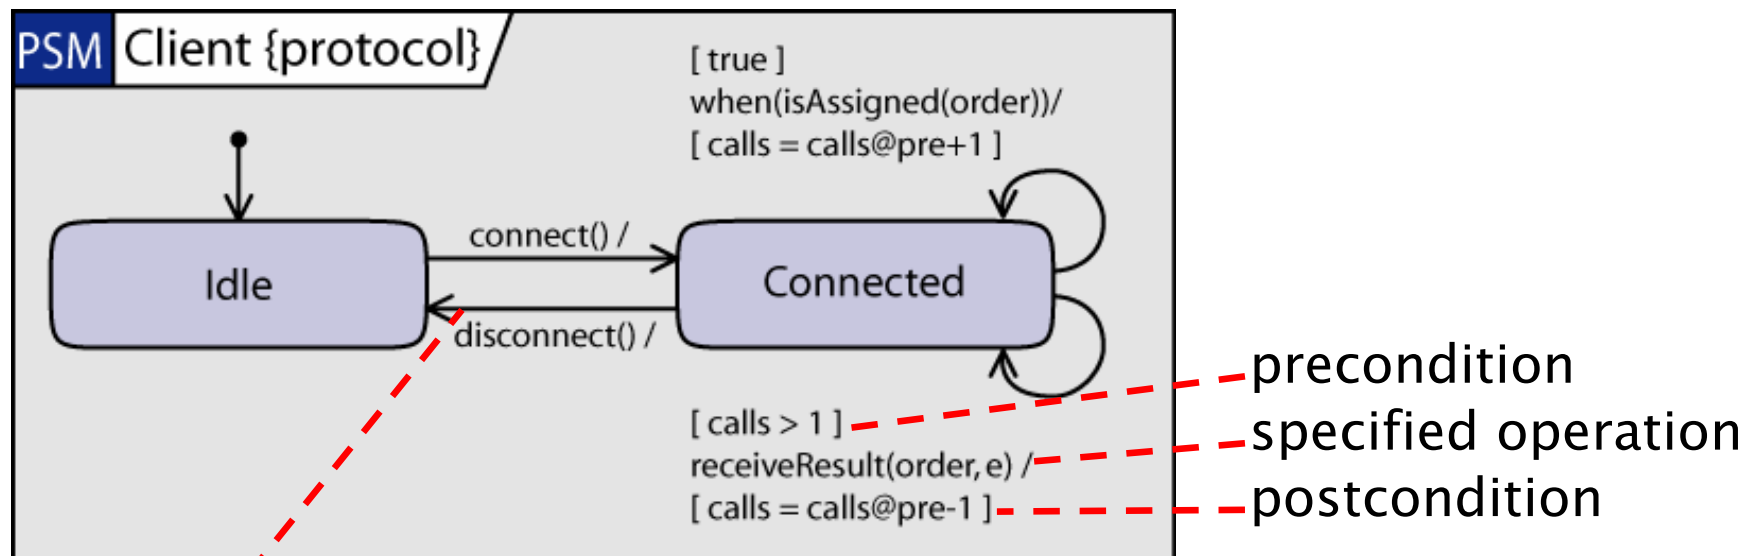 PSM Client {protocol}
[ true ]
when(isAssigned(order))/
[ calls = calls@pre+1 ]
connect() /
Idle
Connected
disconnect() /
precondition
[ calls > 1 ]
specified operation
receiveResult(order, e) /
postcondition
[ calls = calls@pre-1 ]